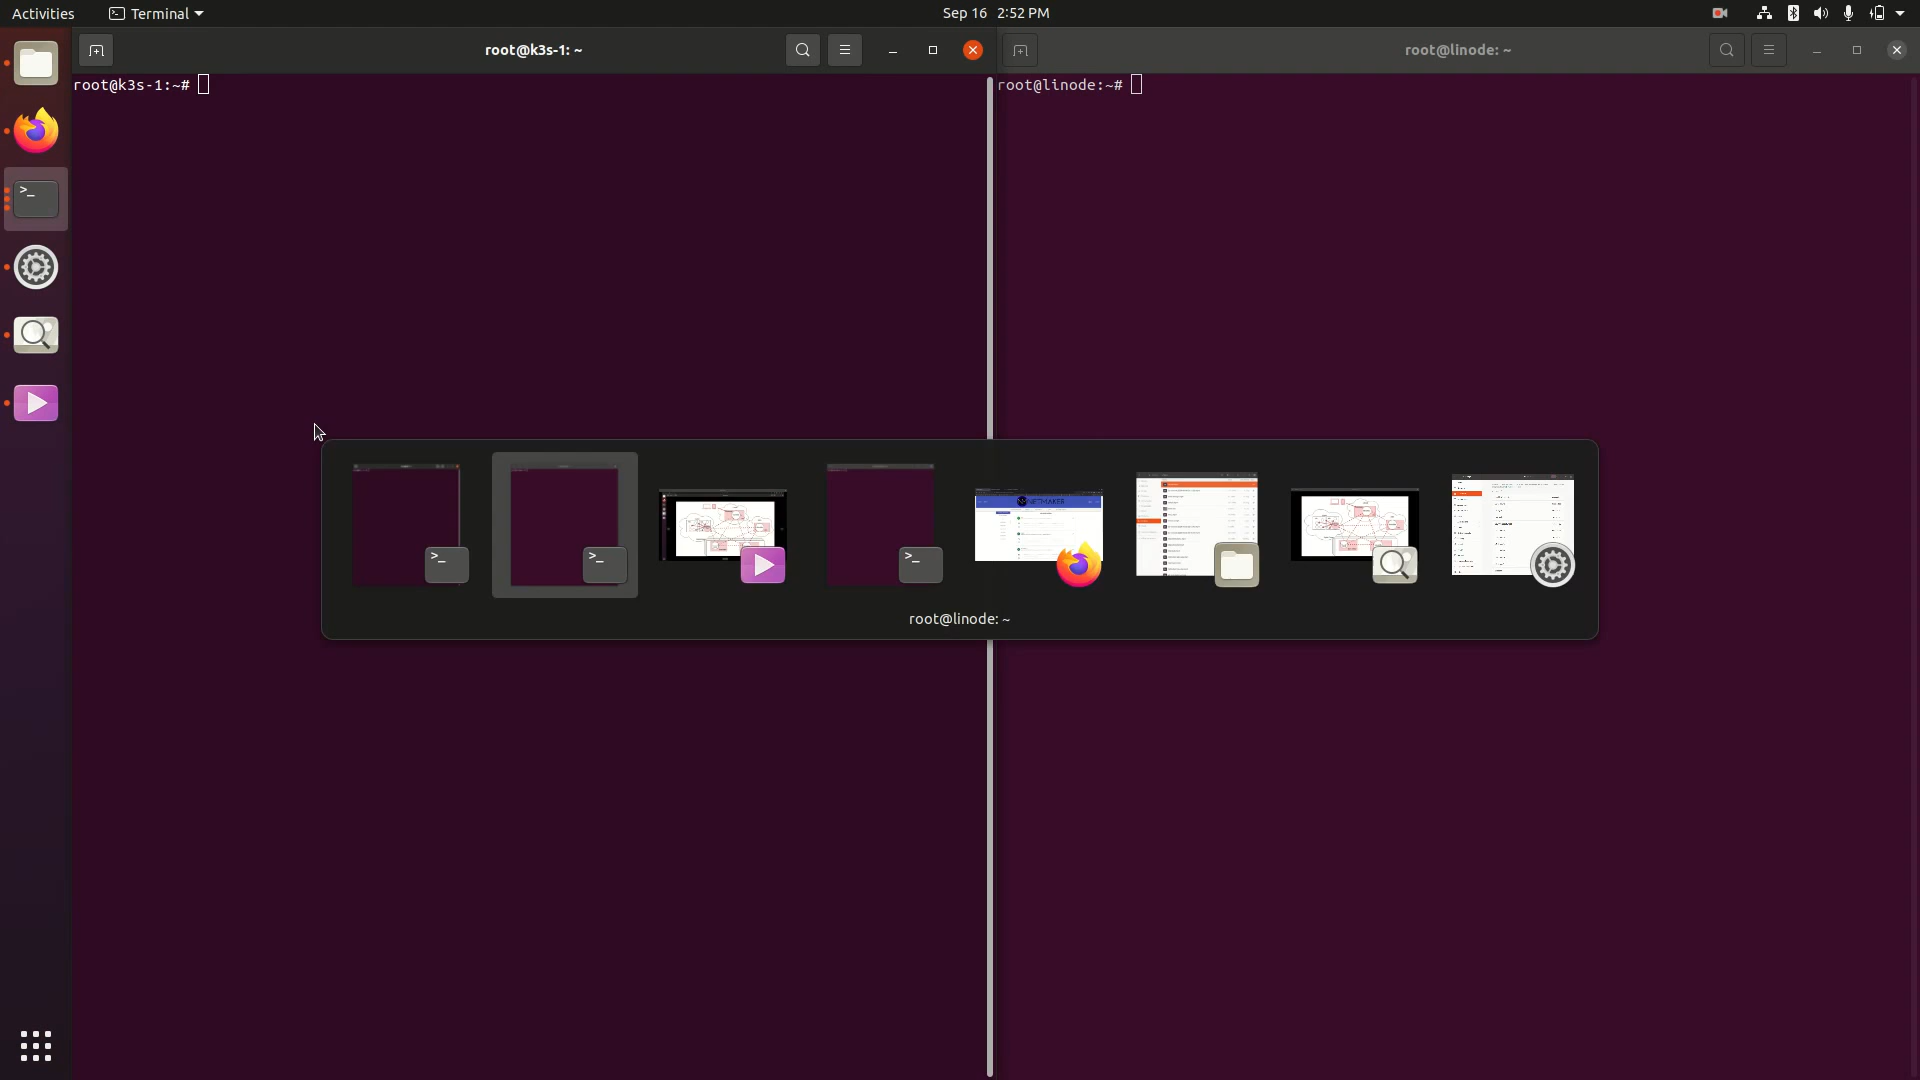 Activities
Terminal
Sep 16 2:52 PM
root@k3s-1: ~
root@linode: ~
root@k3s-1:~#
root@linode:~#
>_
>_
>_
>_
NETMAKER
root@linode: ~